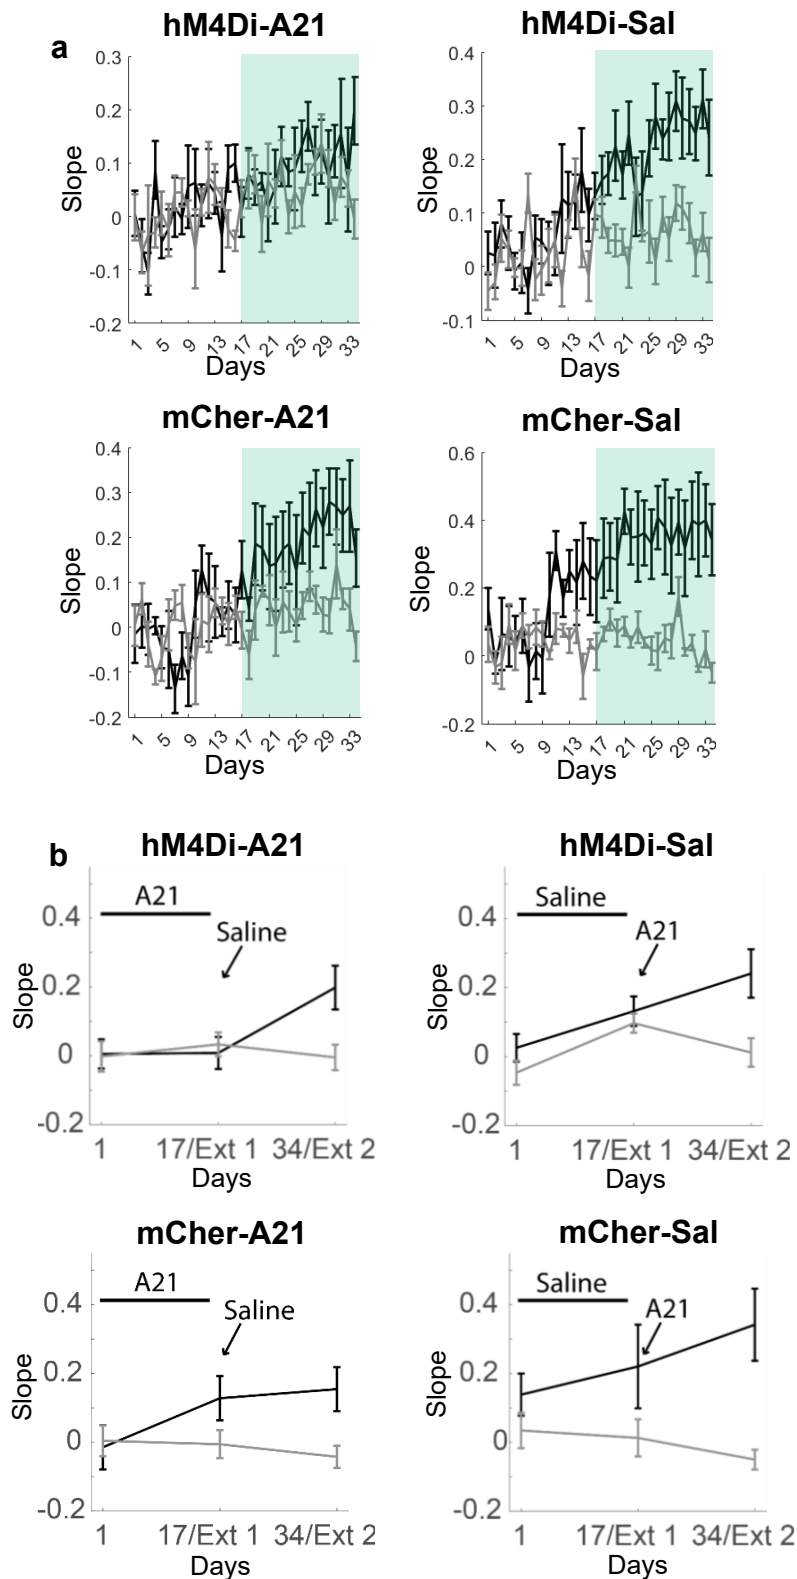 a
hM4Di-A21
0.3
0.2
0.1
0
-0.1
-0.2
Slope
1 5 9 13 17 21 25 29 33
Days
hM4Di-Sal
0.4
0.3
0.2
0.1
0
-0.1
Slope
1 5 9 13 17 21 25 29 33
Days
mCher-A21
0.4
0.3
0.2
0.1
0
-0.1
-0.2
Slope
1 5 9 13 17 21 25 29 33
Days
mCher-Sal
0.6
0.4
0.2
0
-0.2
Slope
1 5 9 13 17 21 25 29 33
Days
b
hM4Di-A21
A21
Saline
0.4
0.2
0
-0.2
Slope
1 17/Ext 1 34/Ext 2
Days
hM4Di-Sal
Saline
A21
0.4
0.2
0
-0.2
Slope
1 17/Ext 1 34/Ext 2
Days
mCher-A21
A21
Saline
0.4
0.2
0
-0.2
Slope
1 17/Ext 1 34/Ext 2
Days
mCher-Sal
Saline
A21
0.4
0.2
0
-0.2
Slope
1 17/Ext 1 34/Ext 2
Days